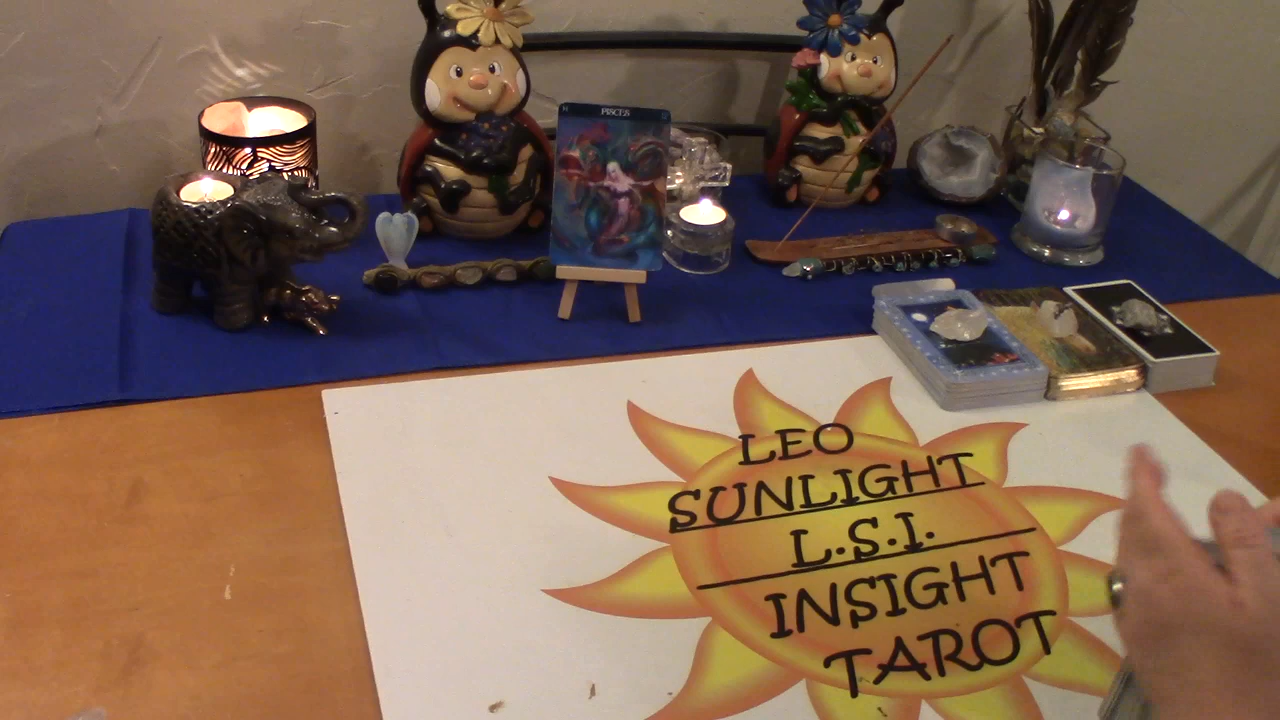 PISCES
LEO
SUNLIGHT
L.S.I.
INSIGHT
TAROT